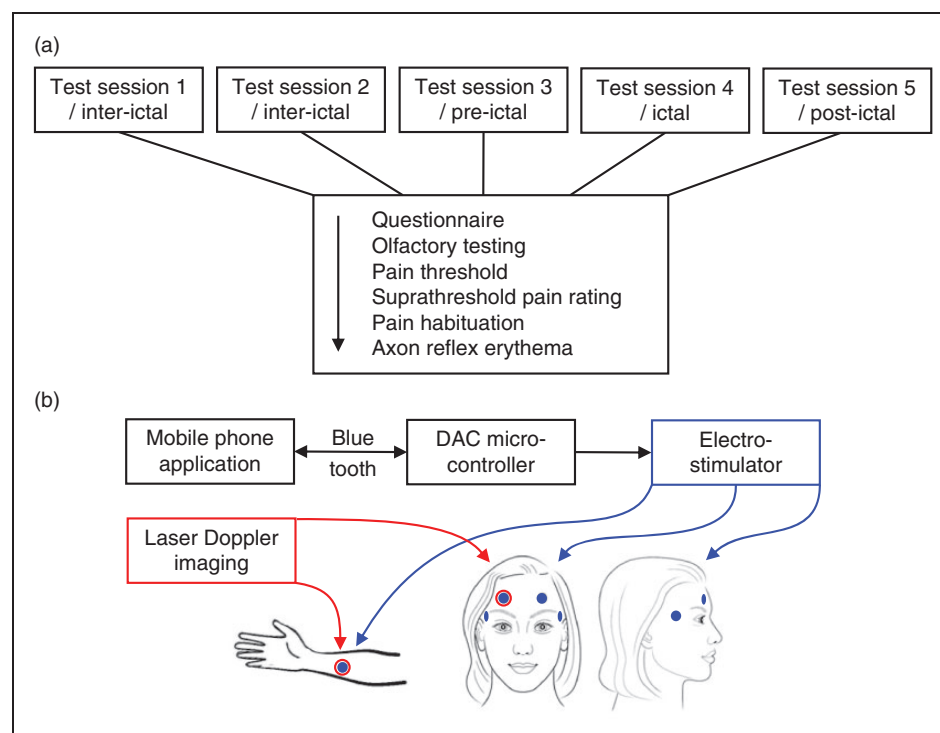 (a)
Test session 1
/ inter-ictal
Test session 2
/ inter-ictal
Test session 3
/ pre-ictal
Test session 4
/ ictal
Test session 5
/ post-ictal
Questionnaire
Olfactory testing
Pain threshold
Suprathreshold pain rating
Pain habituation
Axon reflex erythema
(b)
Mobile phone
application
Blue
tooth
DAC micro-
controller
Electro-
stimulator
Laser Doppler
imaging